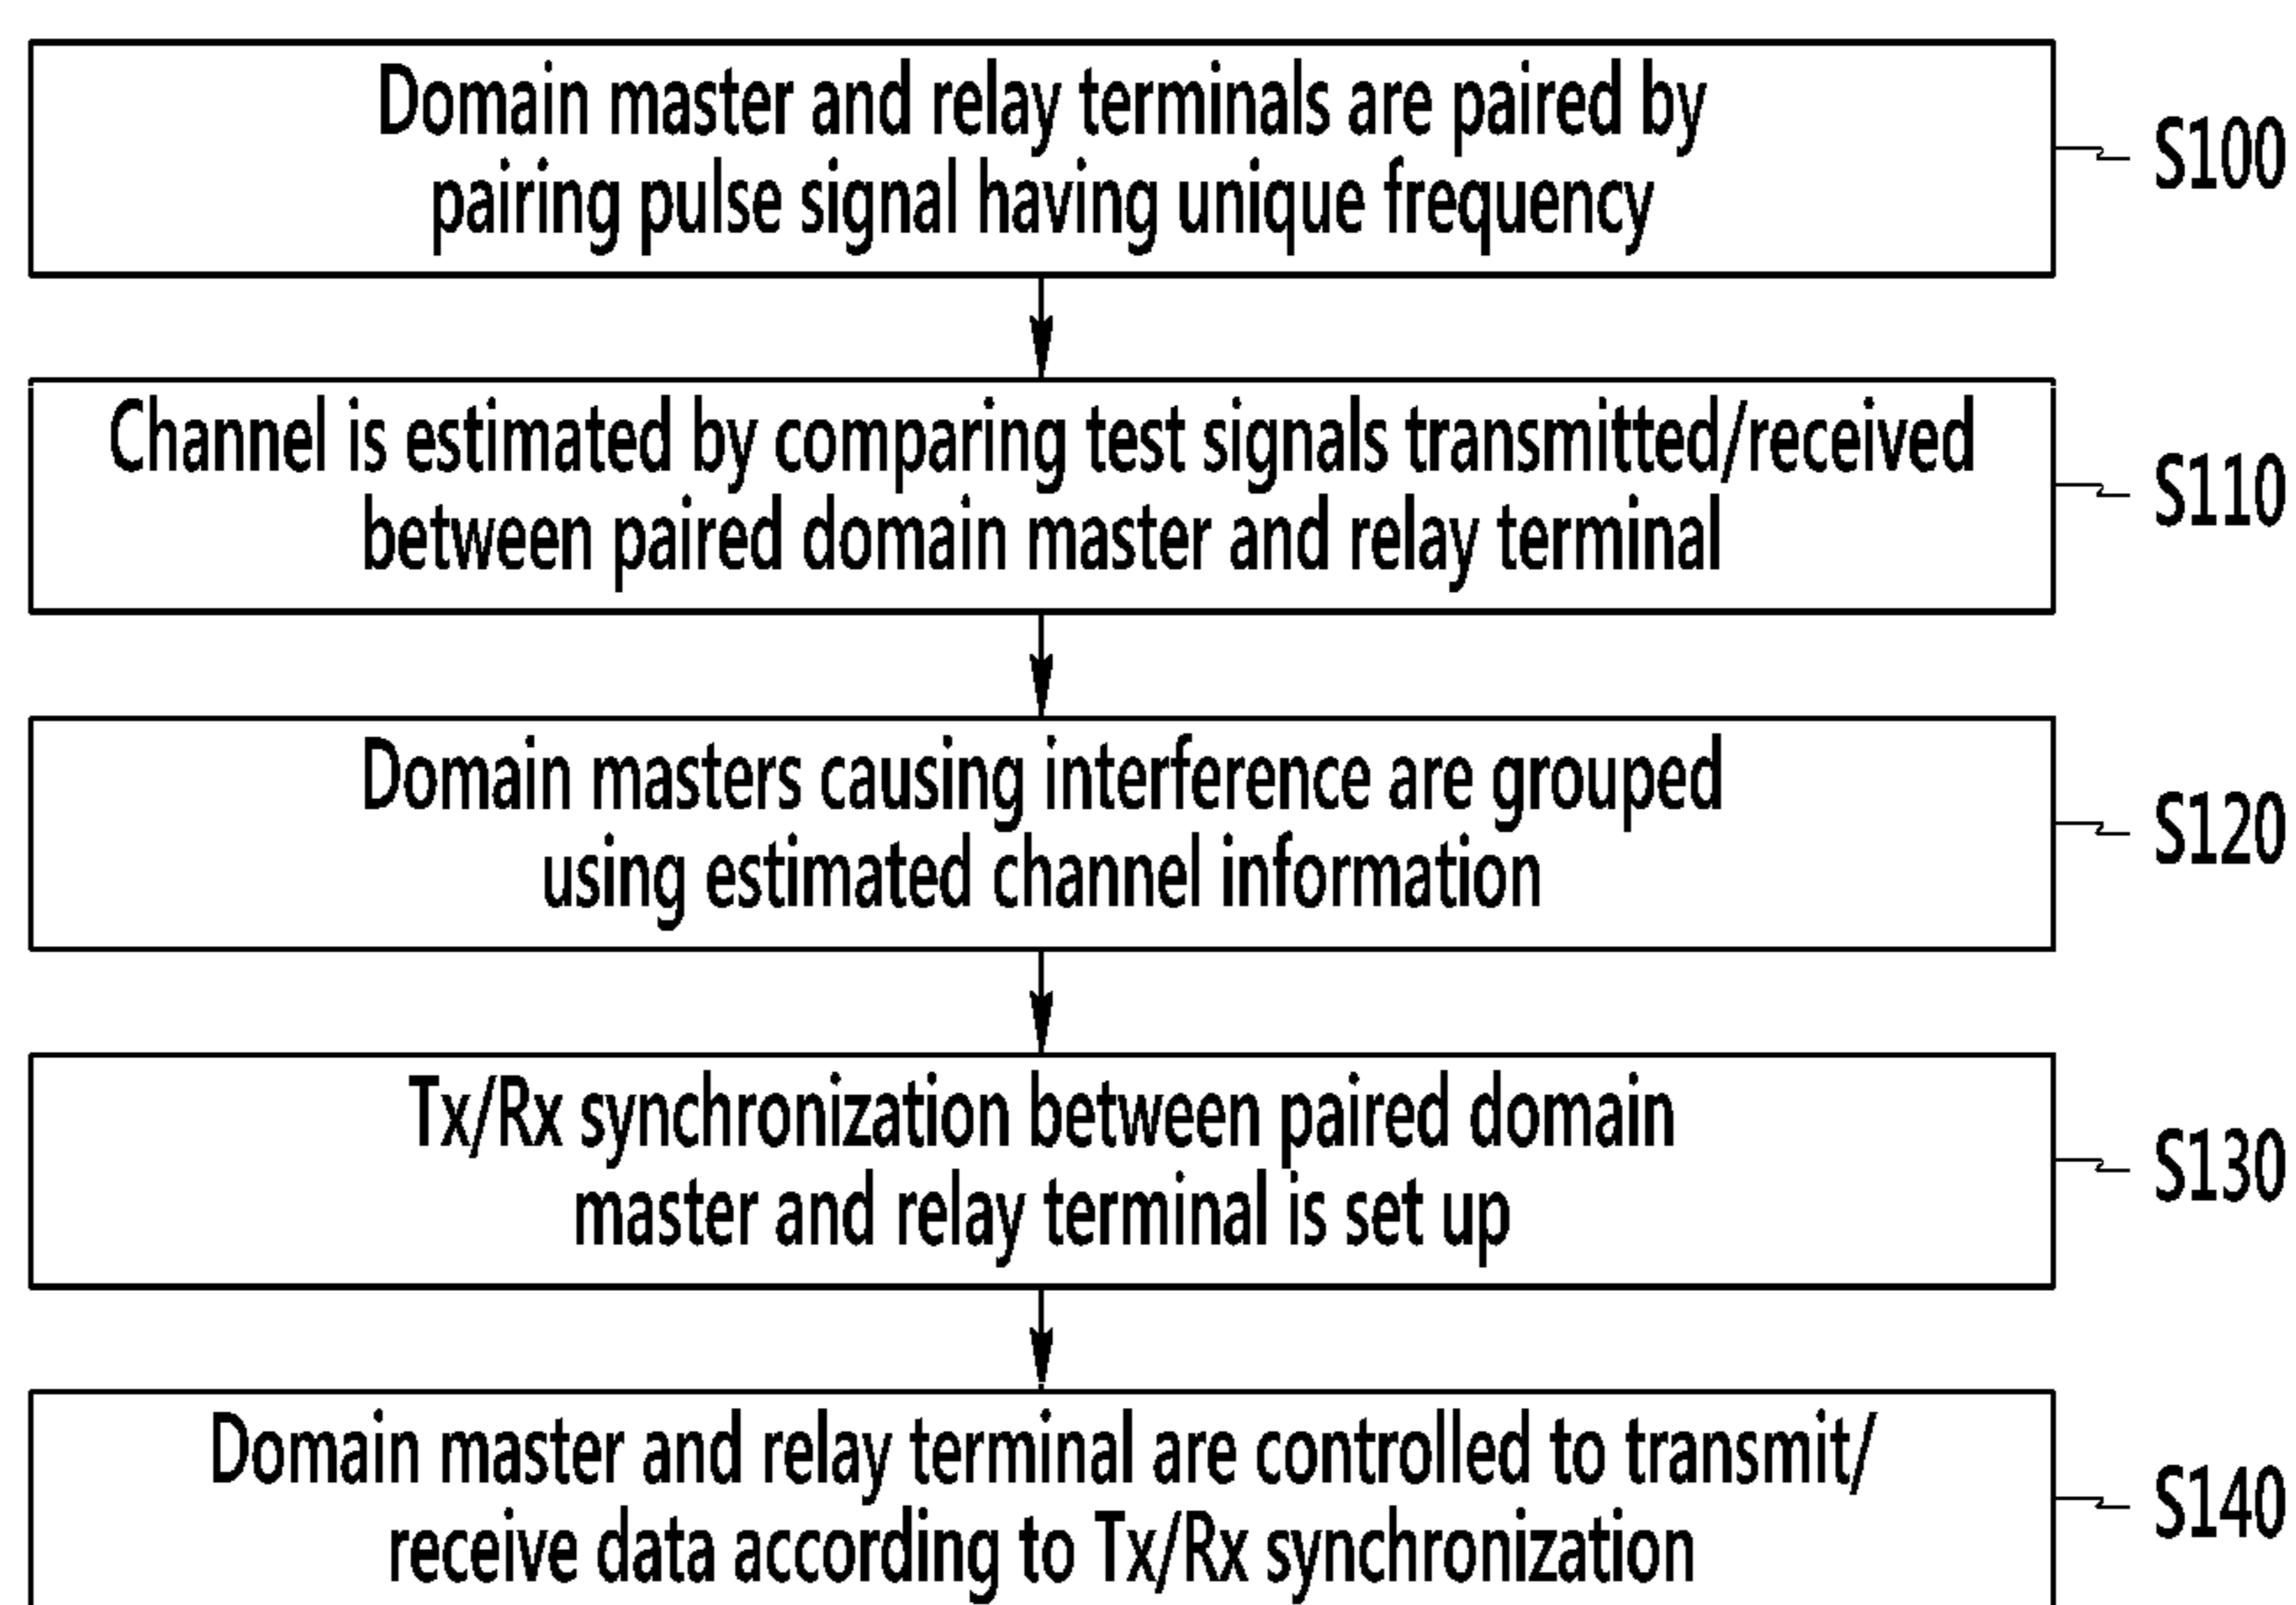 Domain master and relay terminals are paired by
pairing pulse signal having unique frequency
S100
Channel is estimated by comparing test signals transmitted/received
between paired domain master and relay terminal
S110
Domain masters causing interference are grouped
using estimated channel information
S120
Tx/Rx synchronization between paired domain
master and relay terminal is set up
S130
Domain master and relay terminal are controlled to transmit/
receive data according to Tx/Rx synchronization
S140